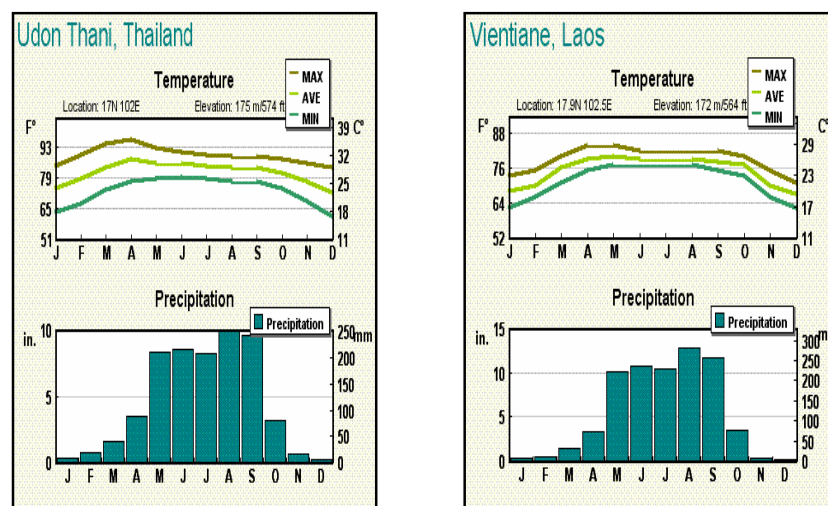 Udon Thani, Thailand
Temperature
MAX
AVE
MIN
Location: 17N 102E Elevation: 175 m/574 ft
F° C°
93
79
65
51
39
32
25
18
11
J F M A M J J A S O N D
Precipitation
Precipitation
in. mm
10
5
0
250
200
150
100
50
0
J F M A M J J A S O N D
Vientiane, Laos
Temperature
MAX
AVE
MIN
Location: 17.9N 102.5E Elevation: 172 m/564 ft
F° C°
88
76
64
52
29
23
17
11
J F M A M J J A S O N D
Precipitation
Precipitation
in. m
15
10
5
0
300
250
200
150
100
50
0
J F M A M J J A S O N D